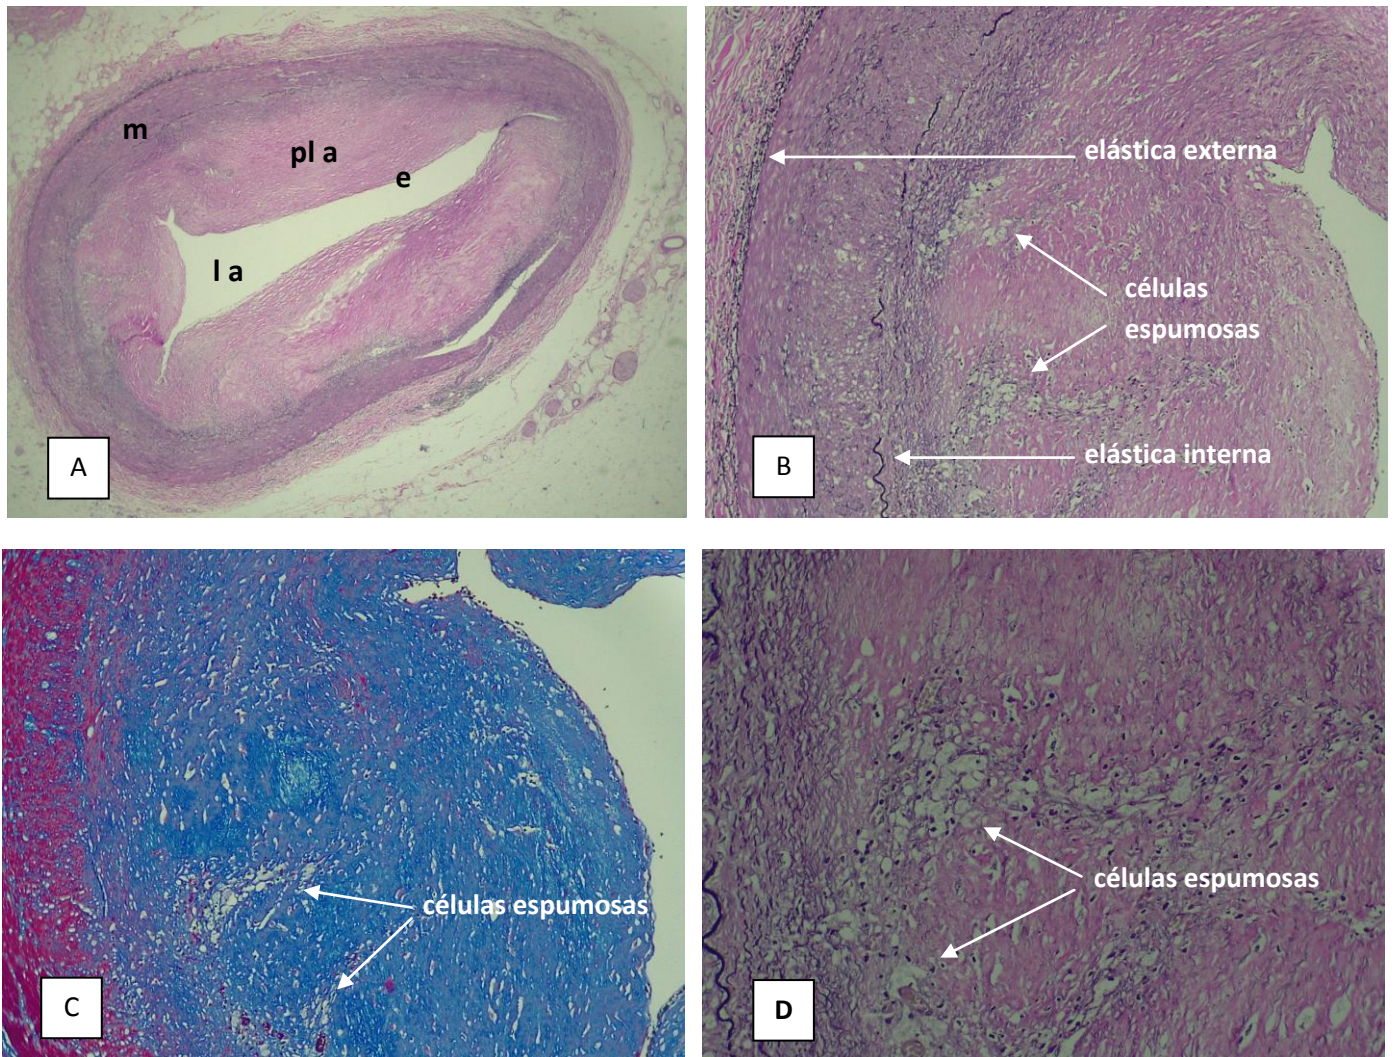 m
pl a
e
l a
A
elástica externa
células
espumosas
elástica interna
B
células espumosas
C
células espumosas
D